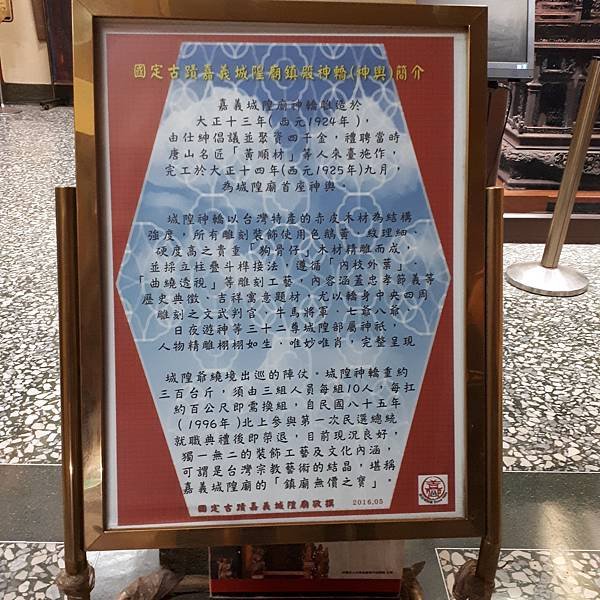 國定古蹟嘉義城隍廟鎮殿神轎(神輿)簡介
嘉義城隍廟神轎雕造於
大正十三年(西元1924年),
由仕紳倡議並聚資四千金,禮聘當時
唐山名匠「黃順材」等人來臺施作,
完工於大正十四年(西元1925年)九月,
為城隍廟首座神輿。
城隍神轎以台灣特產的赤皮木材為結構
強度,所有雕刻裝飾使用色鵝黃、紋理細、
硬度高之貴重「狗骨仔」木材精雕而成,
並採立柱疊斗榫接法,遵循「內枝外葉」、
「曲繞透視」等雕刻工藝。內容涵蓋忠孝節義等
歷史典徵、吉祥寓意題材,尤以轎身中央四周
雕刻之文武判官、牛馬將軍、七爺八爺、
日夜遊神等三十二尊城隍部屬神祇,
人物精雕栩栩如生、唯妙唯肖,完整呈現
城隍爺繞境出巡的陣仗。城隍神轎重約
三百台斤,須由三組人員每組10人,每扛
約百公尺即需換組,自民國八十五年
(1996年)北上參與第一次民選總統
就職典禮後即榮退,目前現況良好,
獨一無二的裝飾工藝及文化內涵,
可謂是台灣宗教藝術的結晶,堪稱
嘉義城隍廟的「鎮廟無價之寶」。
國定古蹟嘉義城隍廟敬撰 2016.05